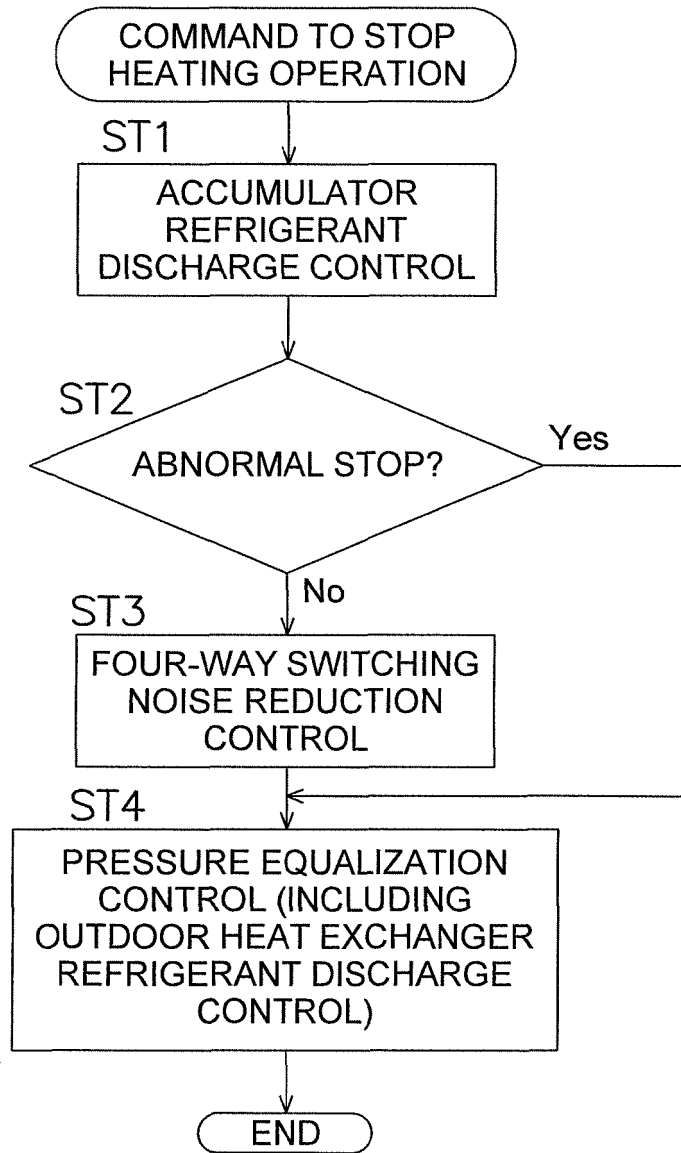 COMMAND TO STOP
HEATING OPERATION
ST1
ACCUMULATOR
REFRIGERANT
DISCHARGE CONTROL
ST2
ABNORMAL STOP?
Yes
No
ST3
FOUR-WAY SWITCHING
NOISE REDUCTION
CONTROL
ST4
PRESSURE EQUALIZATION
CONTROL (INCLUDING
OUTDOOR HEAT EXCHANGER
REFRIGERANT DISCHARGE
CONTROL)
END